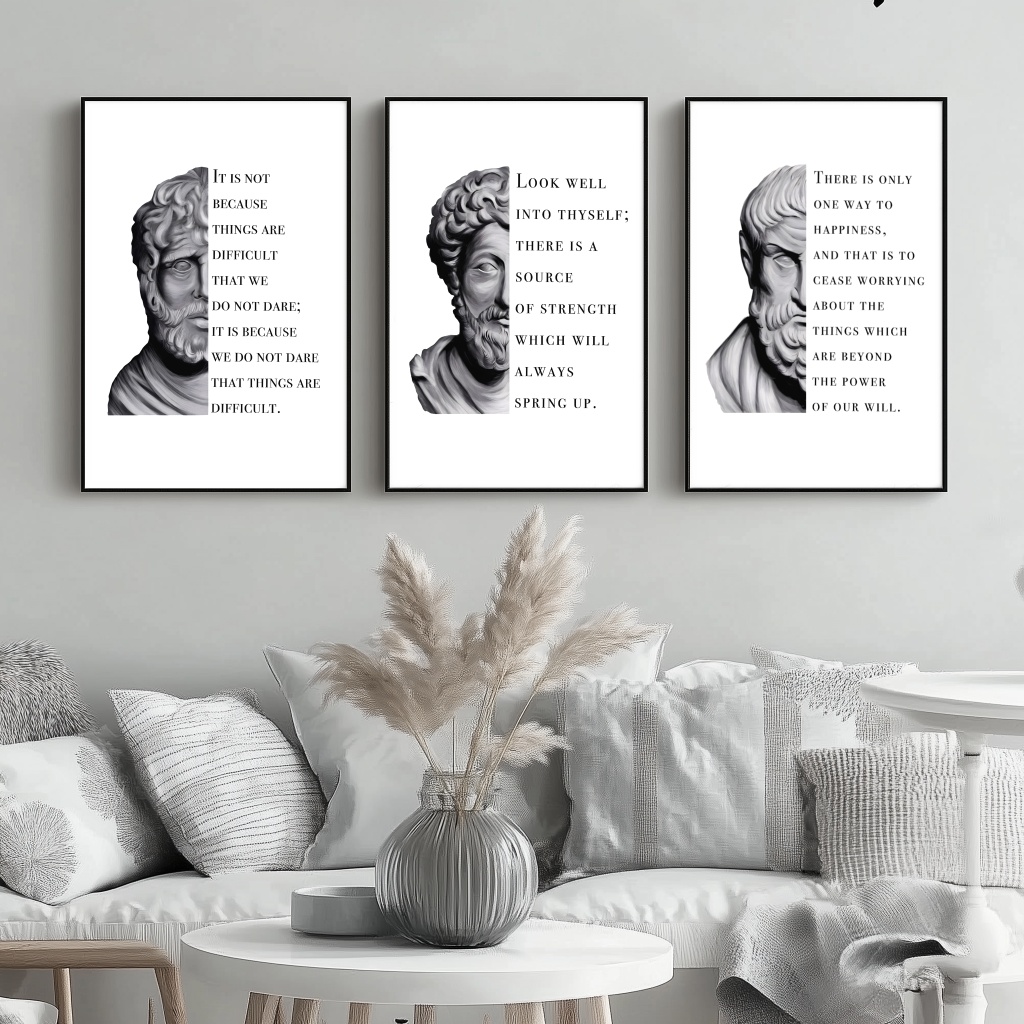 It is not
because
things are
difficult
that we
do not dare;
it is because
we do not dare
that things are
difficult.
Look well
into thyself;
there is a
source
of strength
which will
always
spring up.
There is only
one way to
happiness,
and that is to
cease worrying
about the
things which
are beyond
the power
of our will.